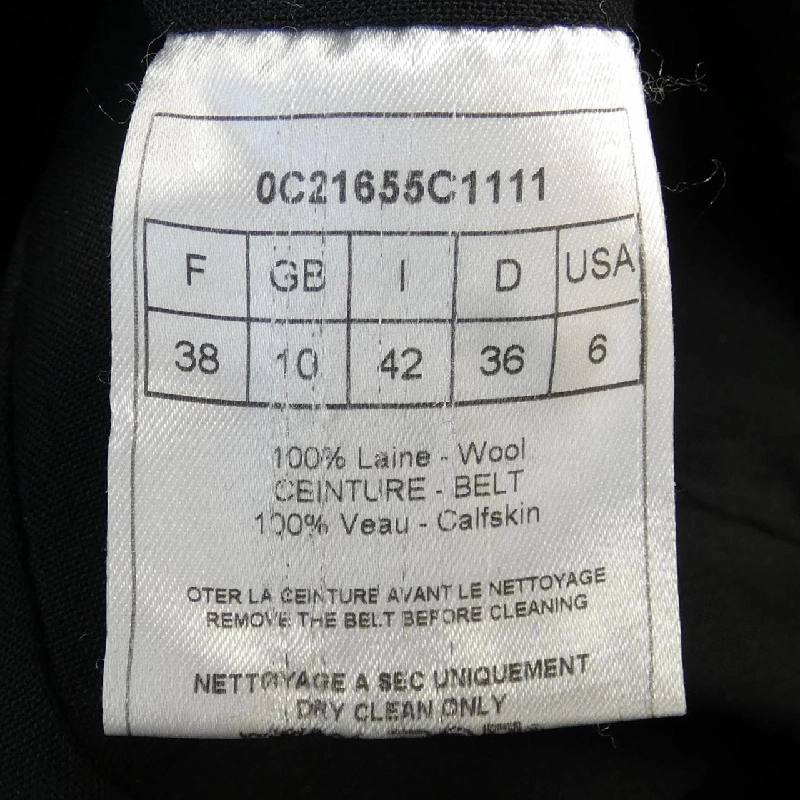 0C21655C1111
F GB I D USA
38 10 42 36 6
100% Laine - Wool
CEINTURE - BELT
100% Veau - Calfskin
OTER LA CEINTURE AVANT LE NETTOYAGE
REMOVE THE BELT BEFORE CLEANING
NETTOYAGE A SEC UNIQUEMENT
DRY CLEAN ONLY